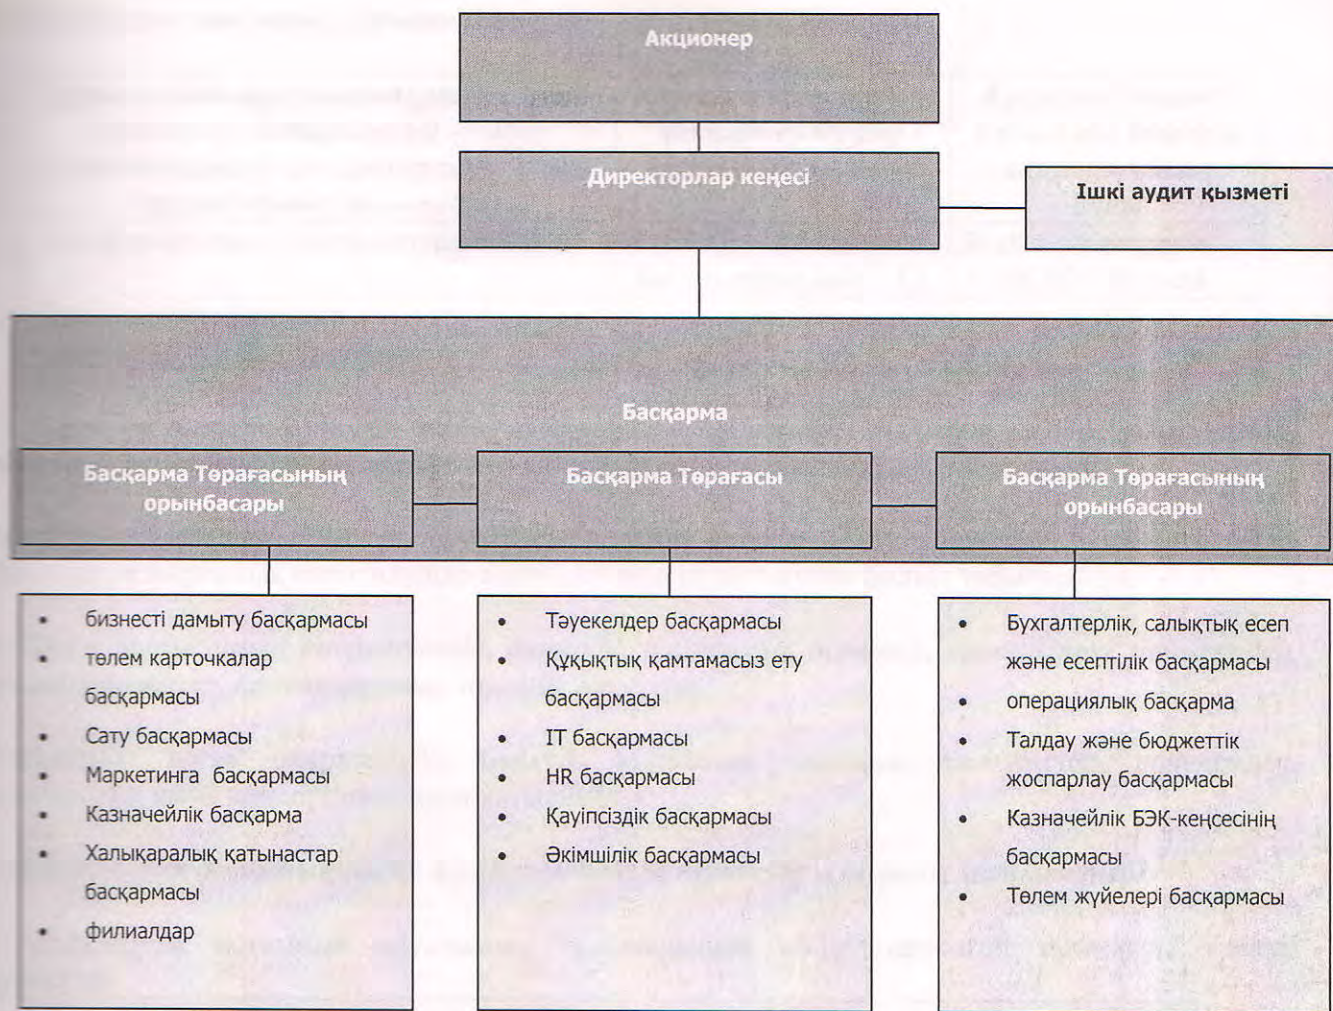 Акционер
Директорлар кеңесі
Ішкі аудит қызметі
Басқарма
Басқарма Төрағасының
орынбасары
Басқарма Төрағасы
Басқарма Төрағасының
орынбасары
• бизнесті дамыту басқармасы
• төлем карточкалар
басқармасы
• Сату басқармасы
• Маркетинга басқармасы
• Казначейлік басқарма
• Халықаралық қатынастар
басқармасы
• филиалдар
• Тәуекелдер басқармасы
• Құқықтық қамтамасыз ету
басқармасы
• IT басқармасы
• HR басқармасы
• Қауіпсіздік басқармасы
• Әкімшілік басқармасы
• Бухгалтерлік, салықтық есеп
және есептілік басқармасы
• операциялық басқарма
• Талдау және бюджеттік
жоспарлау басқармасы
• Казначейлік БЭК-кеңсесінің
басқармасы
• Төлем жүйелері басқармасы